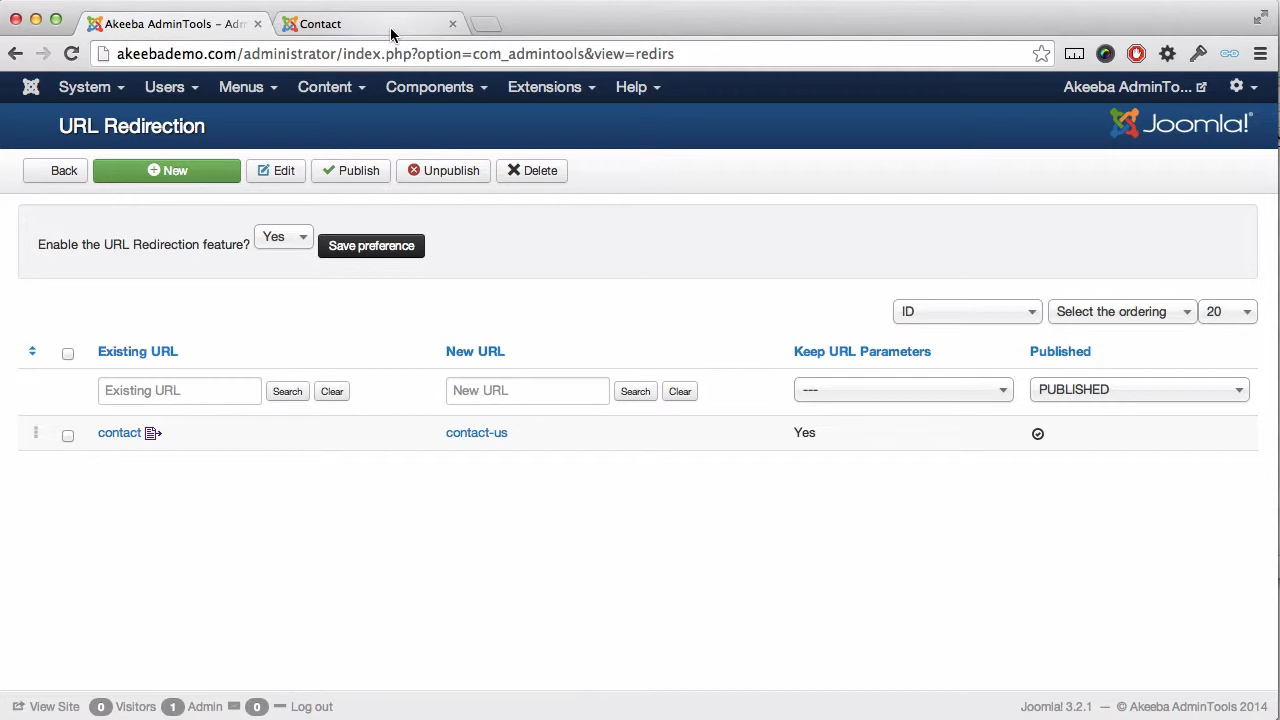 Akeeba AdminTools - Adm
Contact
akeebademo.com/administrator/index.php?option=com_admintools&view=redirs
System Users Menus Content Components Extensions Help Akeeba AdminTo...
URL Redirection
Joomla!®
Back New Edit Publish Unpublish Delete
Enable the URL Redirection feature? Yes Save preference
ID Select the ordering 20
Existing URL New URL Keep URL Parameters Published
Existing URL Search Clear New URL Search Clear --- PUBLISHED
contact contact-us Yes
View Site 0 Visitors 1 Admin 0 Log out Joomla! 3.2.1 — © Akeeba AdminTools 2014